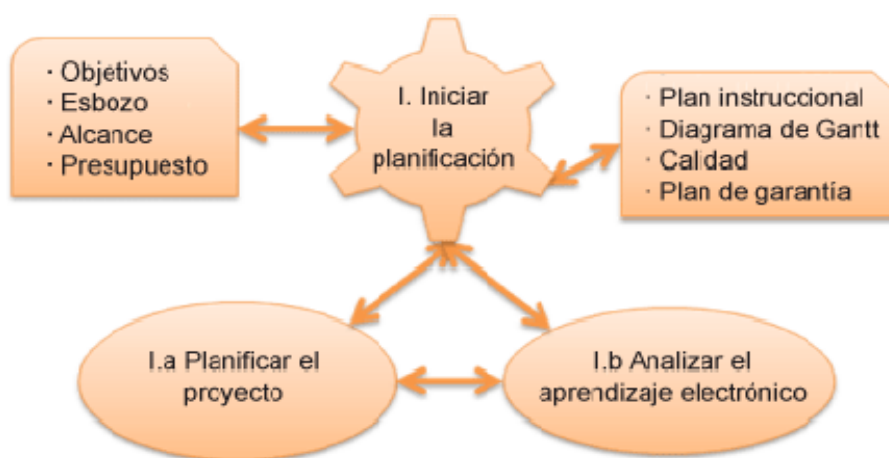 · Objetivos
· Esbozo
· Alcance
· Presupuesto
I. Iniciar
la
planificación
· Plan instruccional
· Diagrama de Gantt
· Calidad
· Plan de garantía
I.a Planificar el
proyecto
I.b Analizar el
aprendizaje electrónico